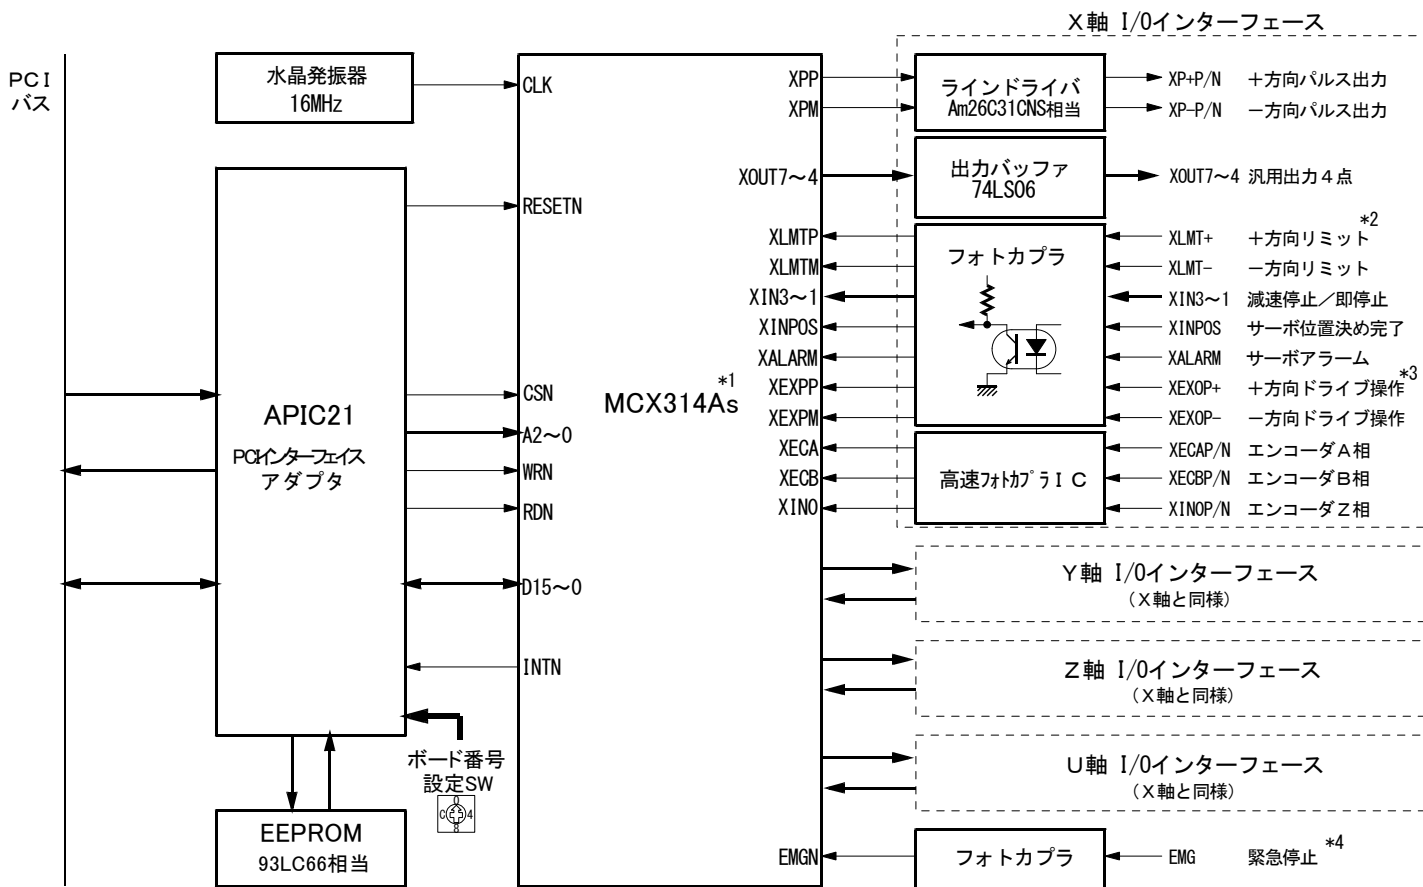 X軸 I/Oインターフェース
PCI
バス
水晶発振器
16MHz
CLK
XPP
XPM
ラインドライバ
Am26C31CNS相当
XP+P/N ＋方向パルス出力
XP-P/N －方向パルス出力
XOUT7～4
出力バッファ
74LS06
XOUT7～4 汎用出力４点
RESETN
XLMTP
XLMTM
XIN3～1
XINPOS
XALARM
XEXPP
XEXPM
フォトカプラ
XLMT+ ＋方向リミット*2
XLMT- －方向リミット
XIN3～1 減速停止／即停止
XINPOS サーボ位置決め完了
XALARM サーボアラーム
XEXOP+ ＋方向ドライブ操作*3
XEXOP- －方向ドライブ操作
APIC21
PCIインターフェイス
アダプタ
CSN
A2～0
WRN
RDN
D15～0
INTN
MCX314As *1
XECA
XECB
XIN0
高速フォトカプラＩＣ
XECAP/N エンコーダＡ相
XECBP/N エンコーダＢ相
XIN0P/N エンコーダＺ相
Y軸 I/Oインターフェース
（X軸と同様）
Z軸 I/Oインターフェース
（X軸と同様）
U軸 I/Oインターフェース
（X軸と同様）
ボード番号
設定SW
0
C 4
8
EEPROM
93LC66相当
EMGN
フォトカプラ
EMG 緊急停止 *4